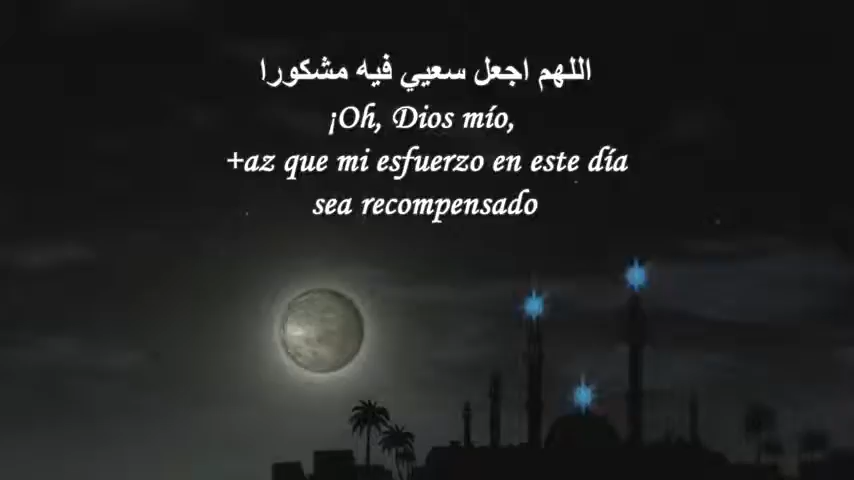 اللهم اجعل سعيي فيه مشكورا
¡Oh, Dios mío,
+az que mi esfuerzo en este día
sea recompensado